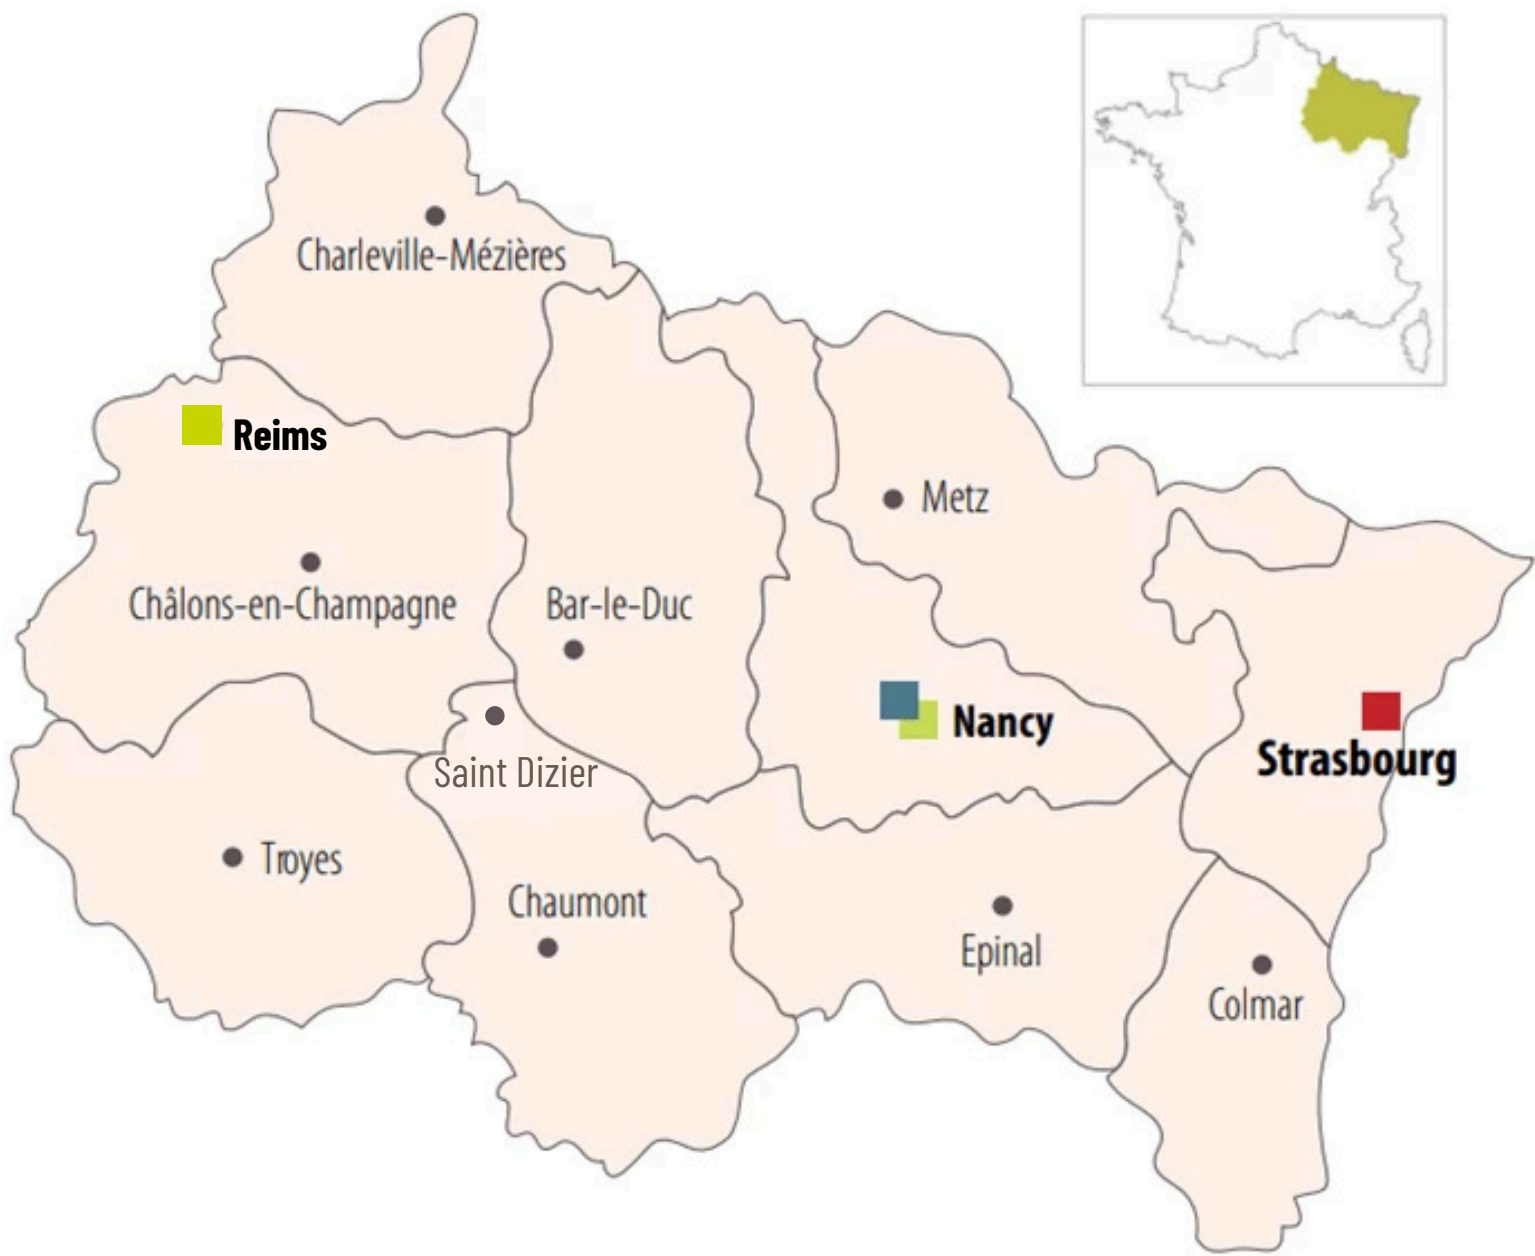 Charleville-Mézières
Reims
Metz
Châlons-en-Champagne
Bar-le-Duc
Nancy
Strasbourg
Saint Dizier
Troyes
Chaumont
Epinal
Colmar